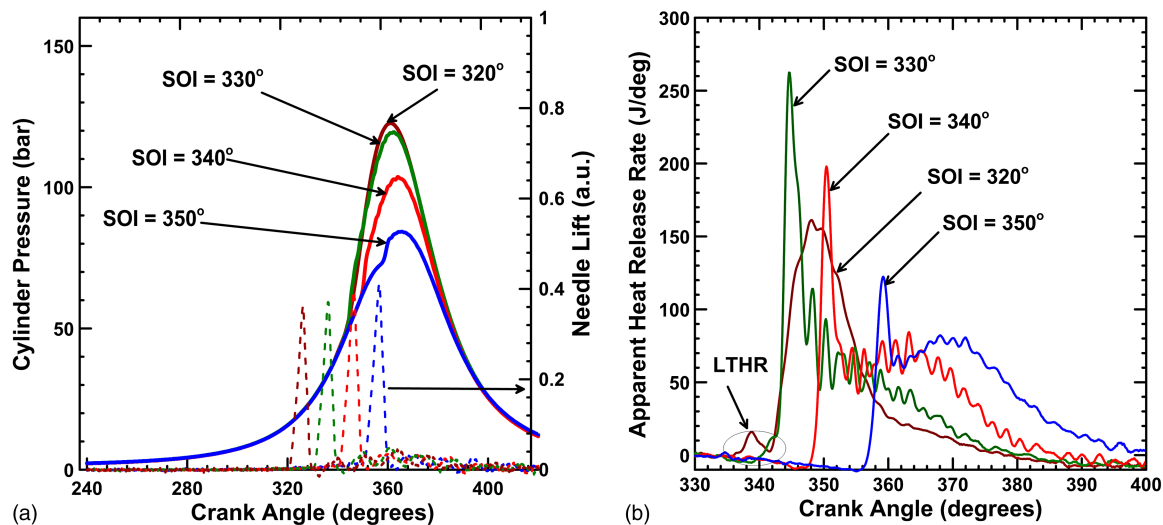 SOI = 330°
SOI = 320°
SOI = 340°
SOI = 350°
Cylinder Pressure (bar)
150
100
50
0
1
0.8
0.6
0.4
0.2
0
Needle Lift (a.u.)
240
280
320
360
400
Crank Angle (degrees)
(a)
SOI = 330°
SOI = 340°
SOI = 320°
SOI = 350°
LTHR
Apparent Heat Release Rate (J/deg)
300
250
200
150
100
50
0
330
340
350
360
370
380
390
400
Crank Angle (degrees)
(b)